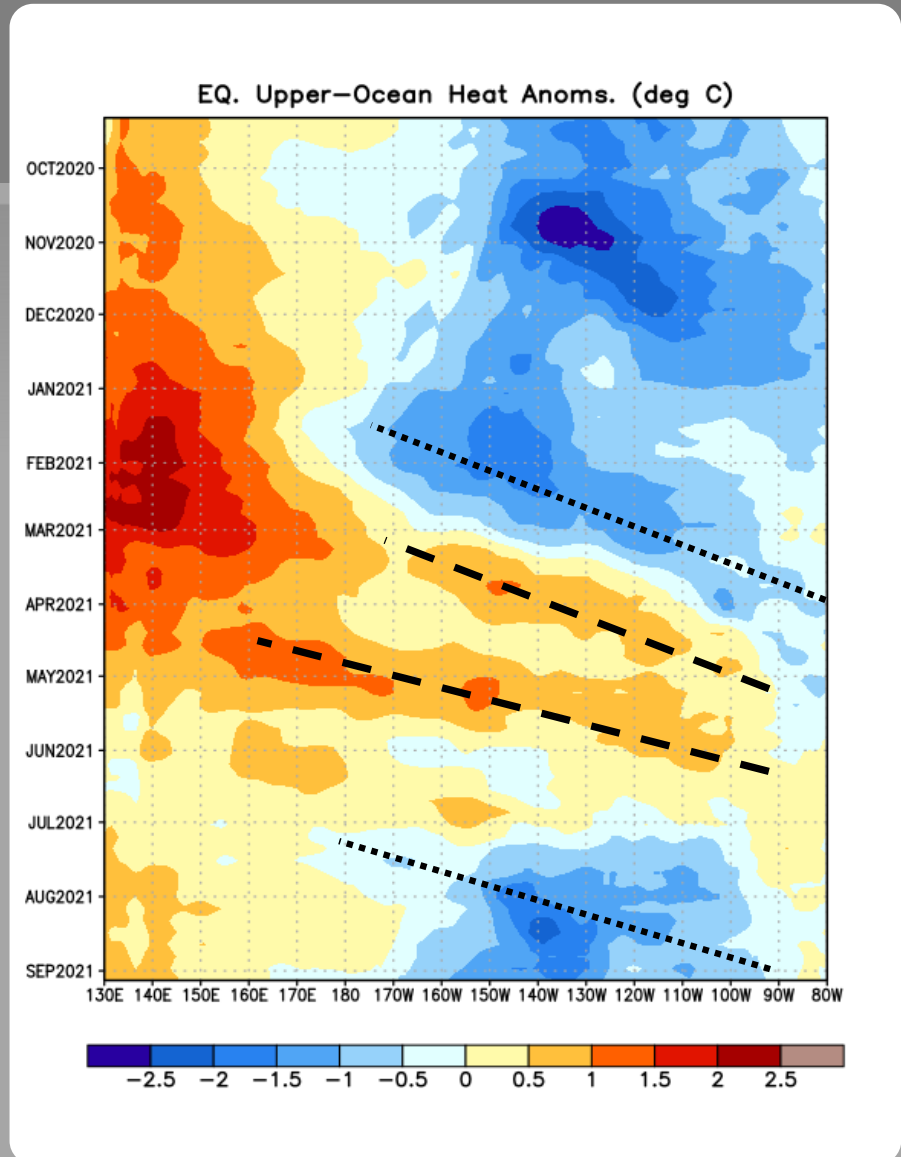 EQ. Upper-Ocean Heat Anoms. (deg C)
OCT2020
NOV2020
DEC2020
JAN2021
FEB2021
MAR2021
APR2021
MAY2021
JUN2021
JUL2021
AUG2021
SEP2021
130E 140E 150E 160E 170E 180 170W 160W 150W 140W 130W 120W 110W 100W 90W 80W
-2.5 -2 -1.5 -1 -0.5 0 0.5 1 1.5 2 2.5